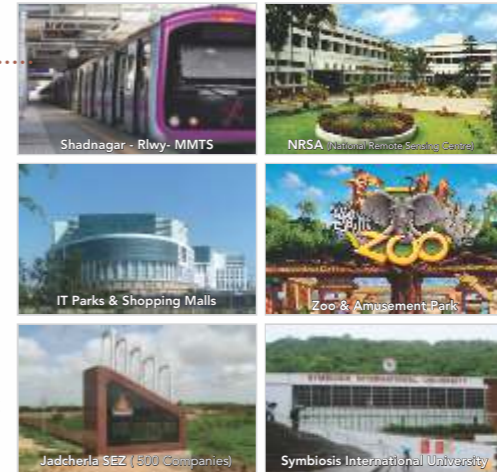 Shadnagar - Rlwy- MMTS
NRSA (National Remote Sensing Centre)
IT Parks & Shopping Malls
ZOO
Zoo & Amusement Park
Jadcherla SEZ ( 500 Companies)
SYMBIOSIS INTERNATIONAL UNIVERSITY
Symbiosis International University